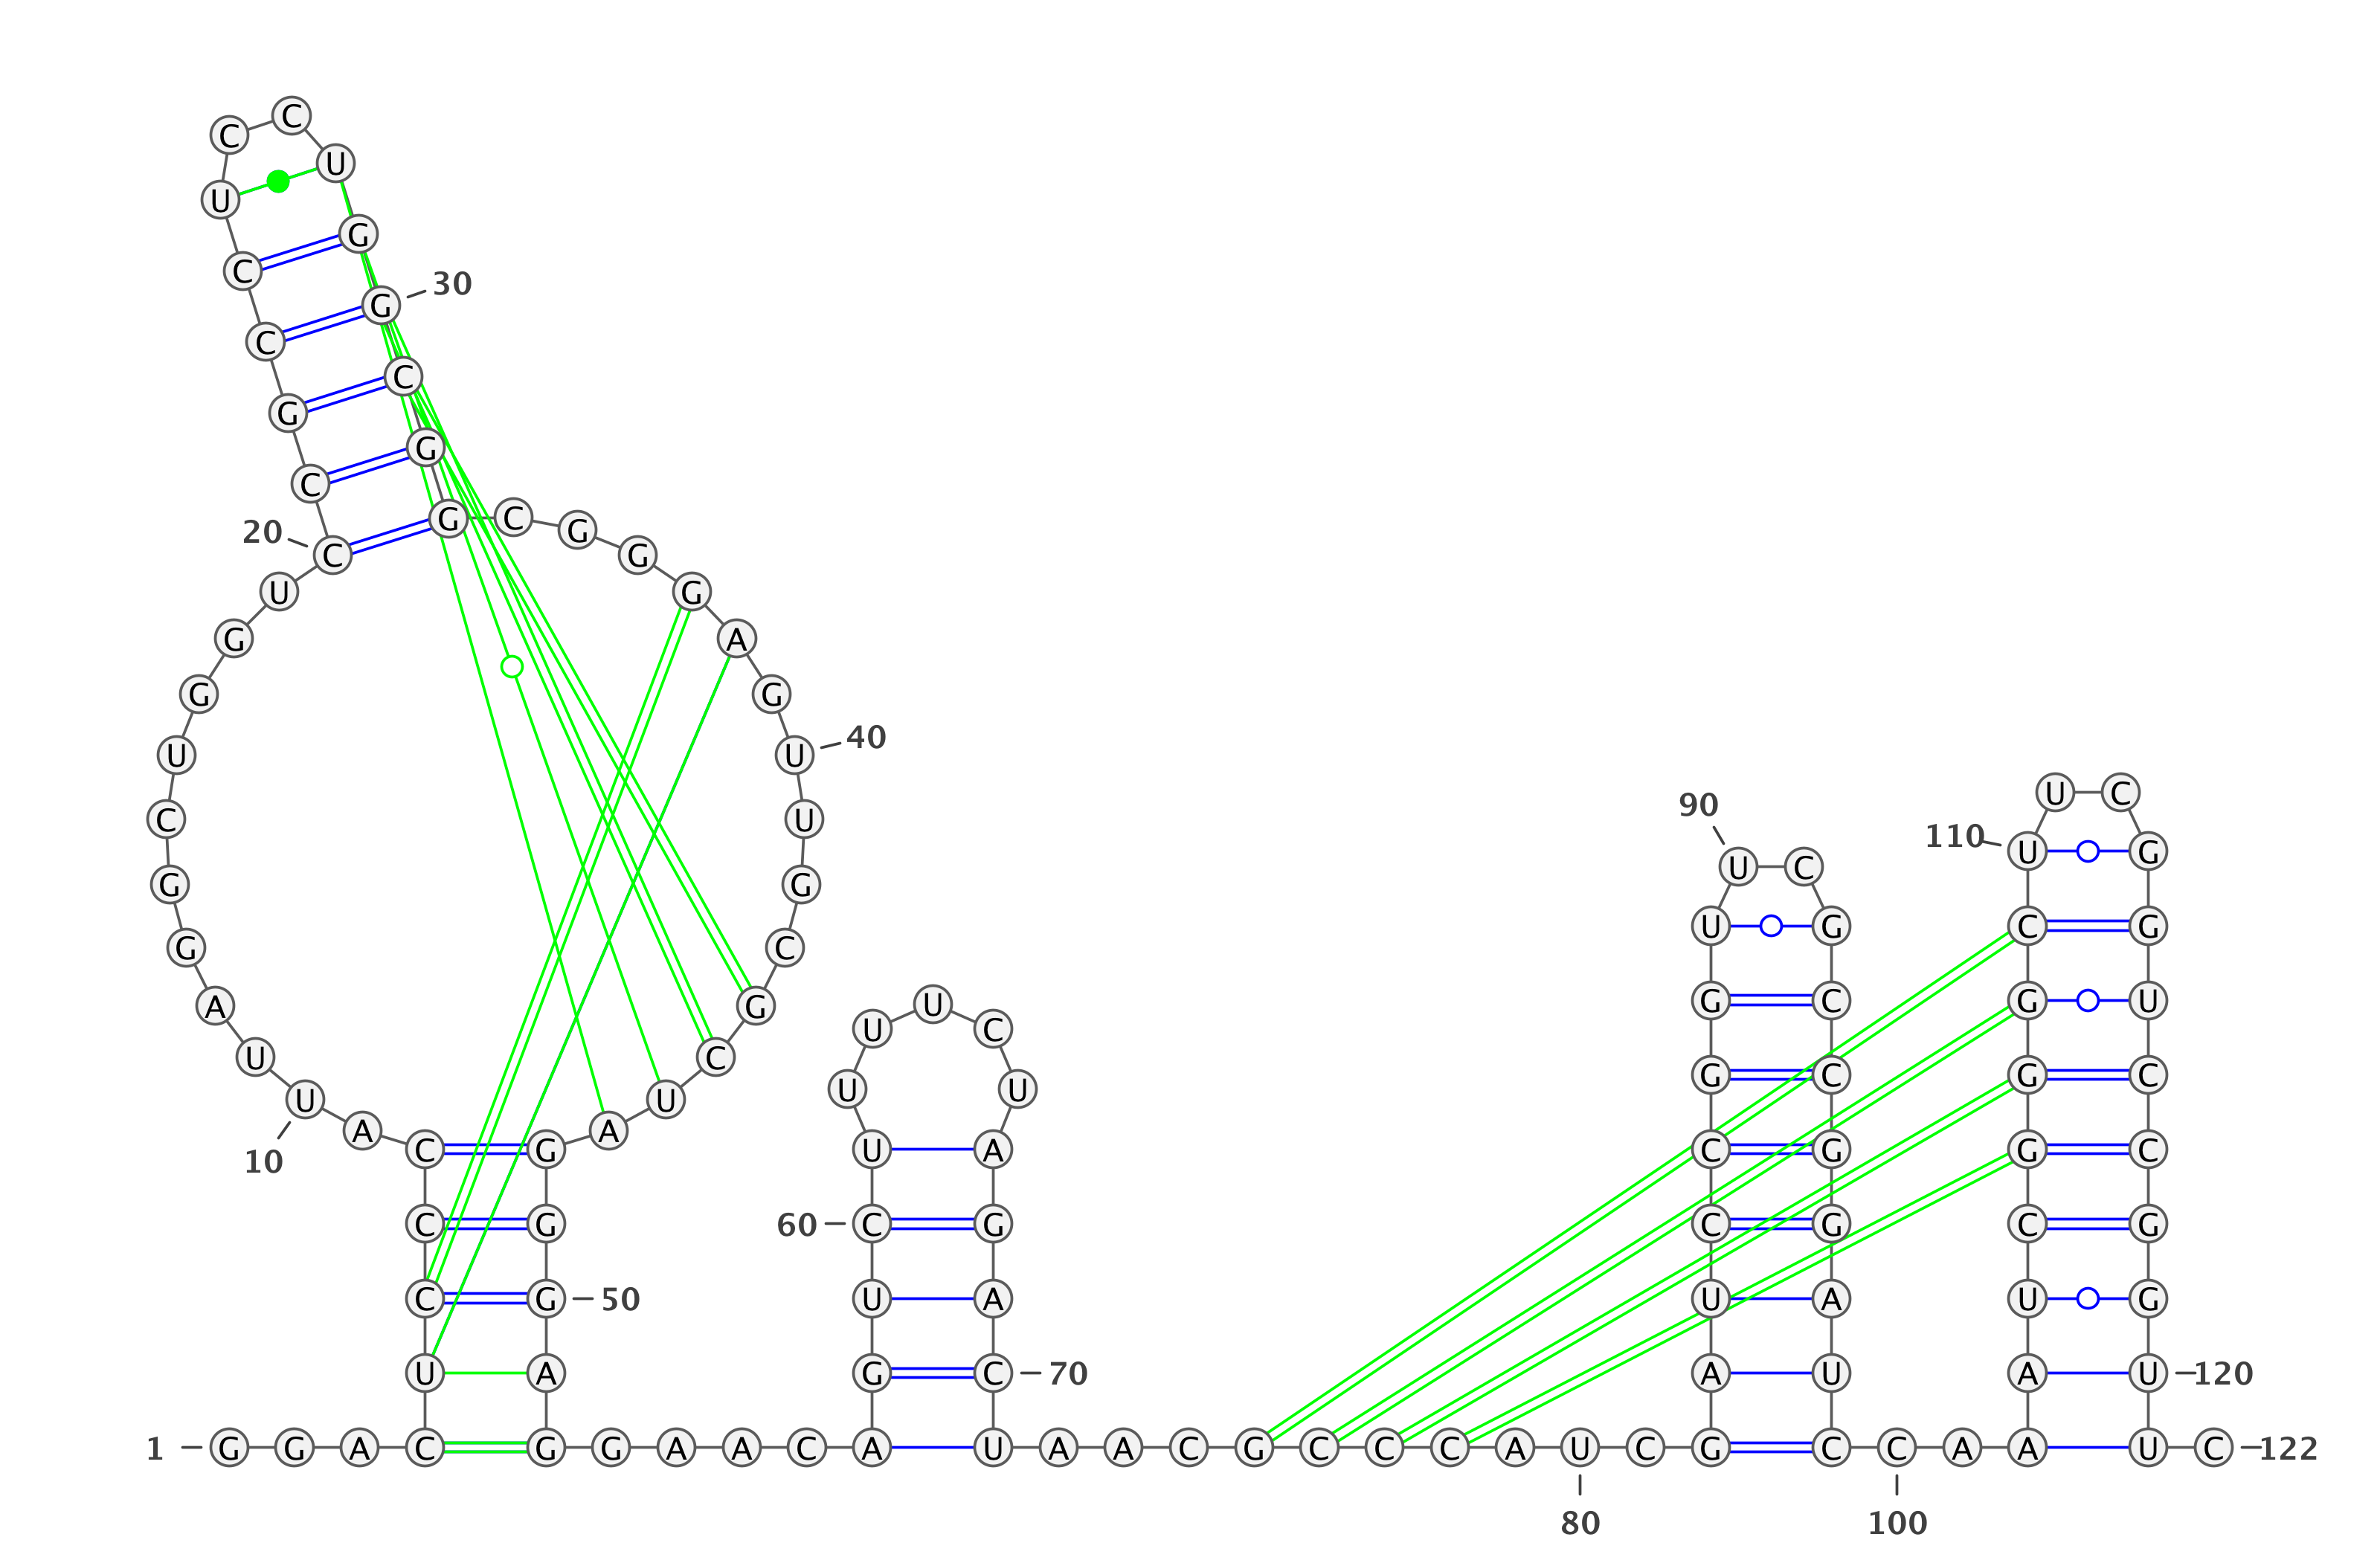 C
C
U
U
G
C 30
G
C
C
G
G
C
G C
20 G
C G
U G
G A
G G
U U 40
U C
90
C U
110 U G
U C
G G
U G C G
G C
G C G U
A U G
U C
U C
G C G C
U U
U U
A A
C G U A C G G C
10
C G 60 C G C G C G
C G 50 U A U A U G
U A G C 70 A U A U 120
1 G G A C G G A A C A U A A C G C C C A U C G C C A A U C 122
80 100